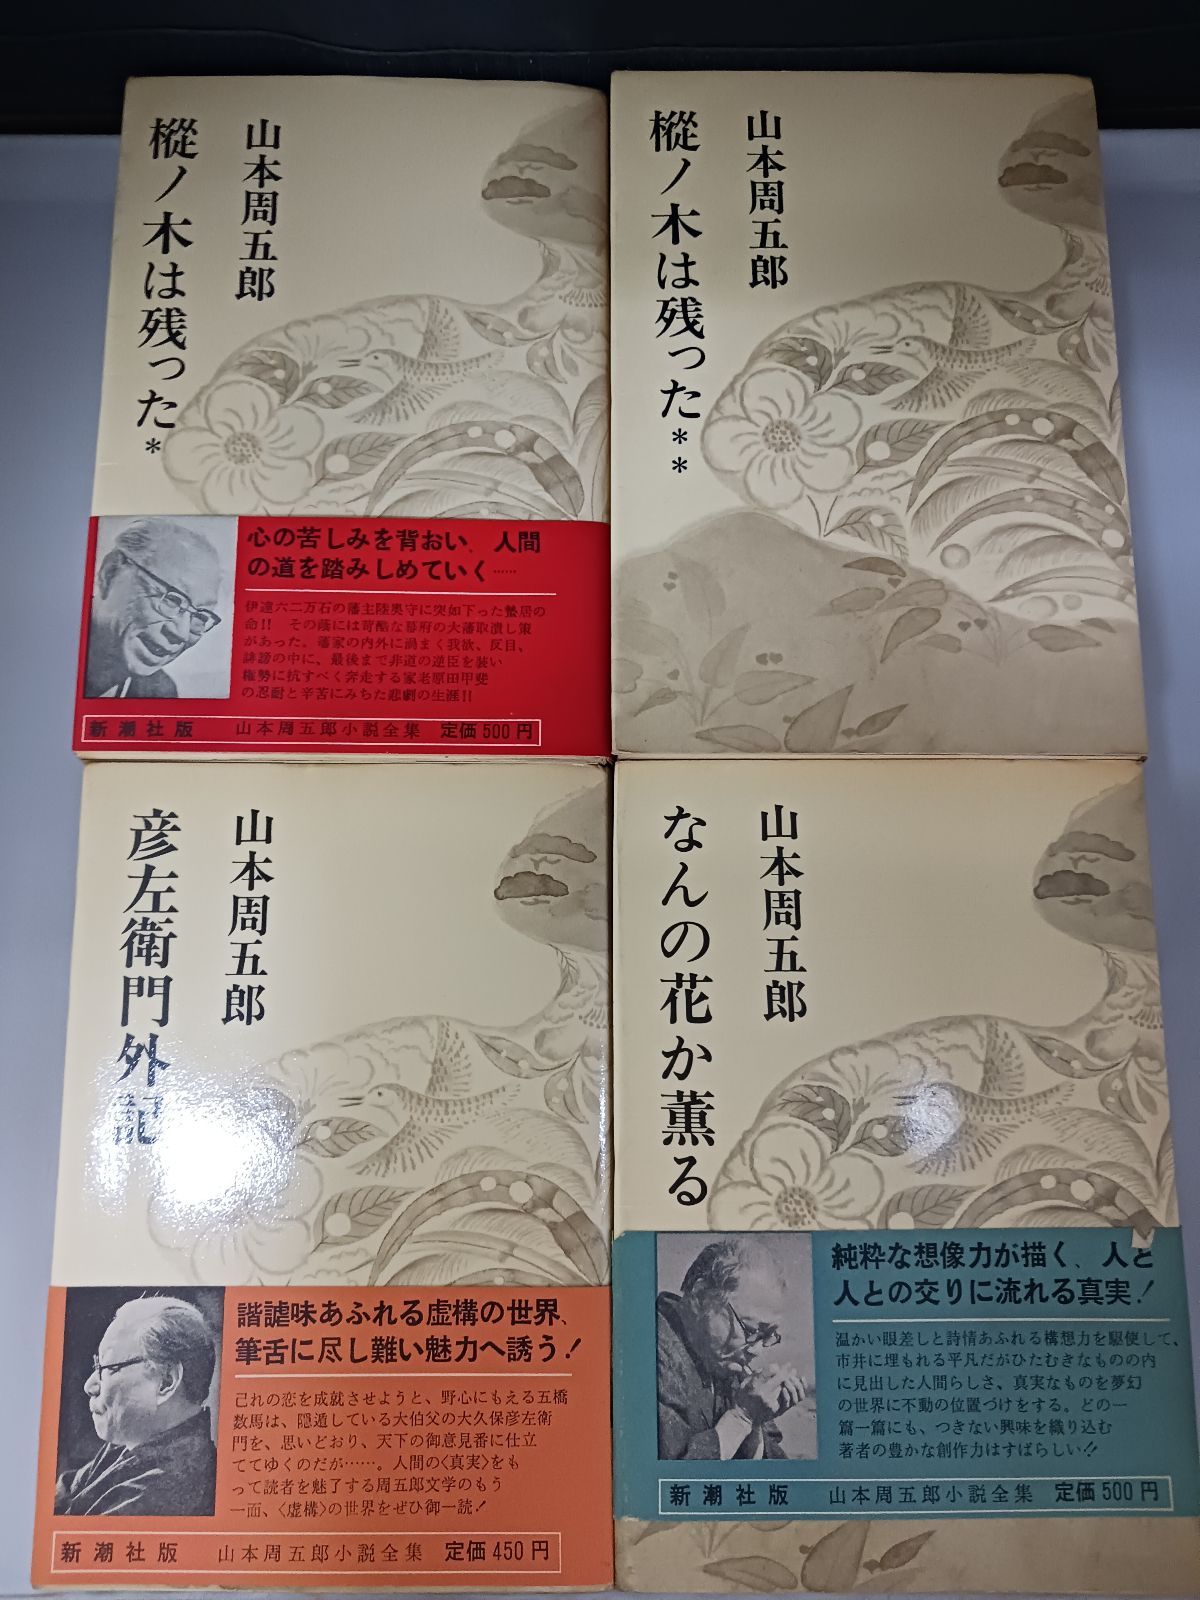 山本周五郎
樅ノ木は残った*
心の苦しみを背おい、人間
の道を踏みしめていく……
伊達六二万石の藩主陸奥守に突如下った蟄居の
命!! その蔭には苛酷な幕府の大藩取潰し策
があった。藩家の内外に渦まく我欲、反目、
誹謗の中に、最後まで非道の逆臣を装い
権勢に抗すべく奔走する家老原田甲斐
の忍耐と辛苦にみちた悲劇の生涯!!
新潮社版 山本周五郎小説全集 定価500円
山本周五郎
樅ノ木は残った**
山本周五郎
彦左衛門外記
諧謔味あふれる虚構の世界、
筆舌に尽し難い魅力へ誘う!
己れの恋を成就させようと、野心にもえる五橋
数馬は、隠遁している大伯父の大久保彦左衛
門を、思いどおり、天下の御意見番に仕立
ててゆくのだが……。人間の〈真実〉をも
って読者を魅了する周五郎文学のもう
一面、〈虚構〉の世界をぜひ御一読!
新潮社版 山本周五郎小説全集 定価450円
山本周五郎
なんの花か薫る
純粋な想像力が描く、人と
人との交りに流れる真実!
温かい眼差しと詩情あふれる構想力を駆使して、
市井に埋もれる平凡だがひたむきなものの内
に見出した人間らしさ、真実なものを夢幻
の世界に不動の位置づけをする。どの一
篇一篇にも、つきない興味を織り込む
著者の豊かな創作力はすばらしい!!
新潮社版 山本周五郎小説全集 定価500円